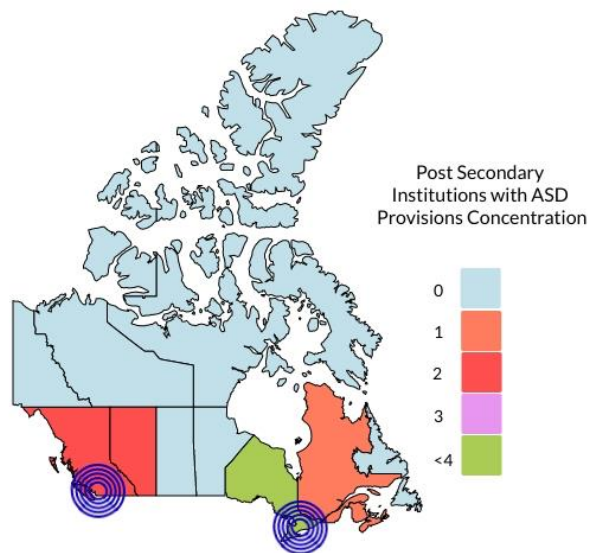 Post Secondary
Institutions with ASD
Provisions Concentration
0
1
2
3
<4